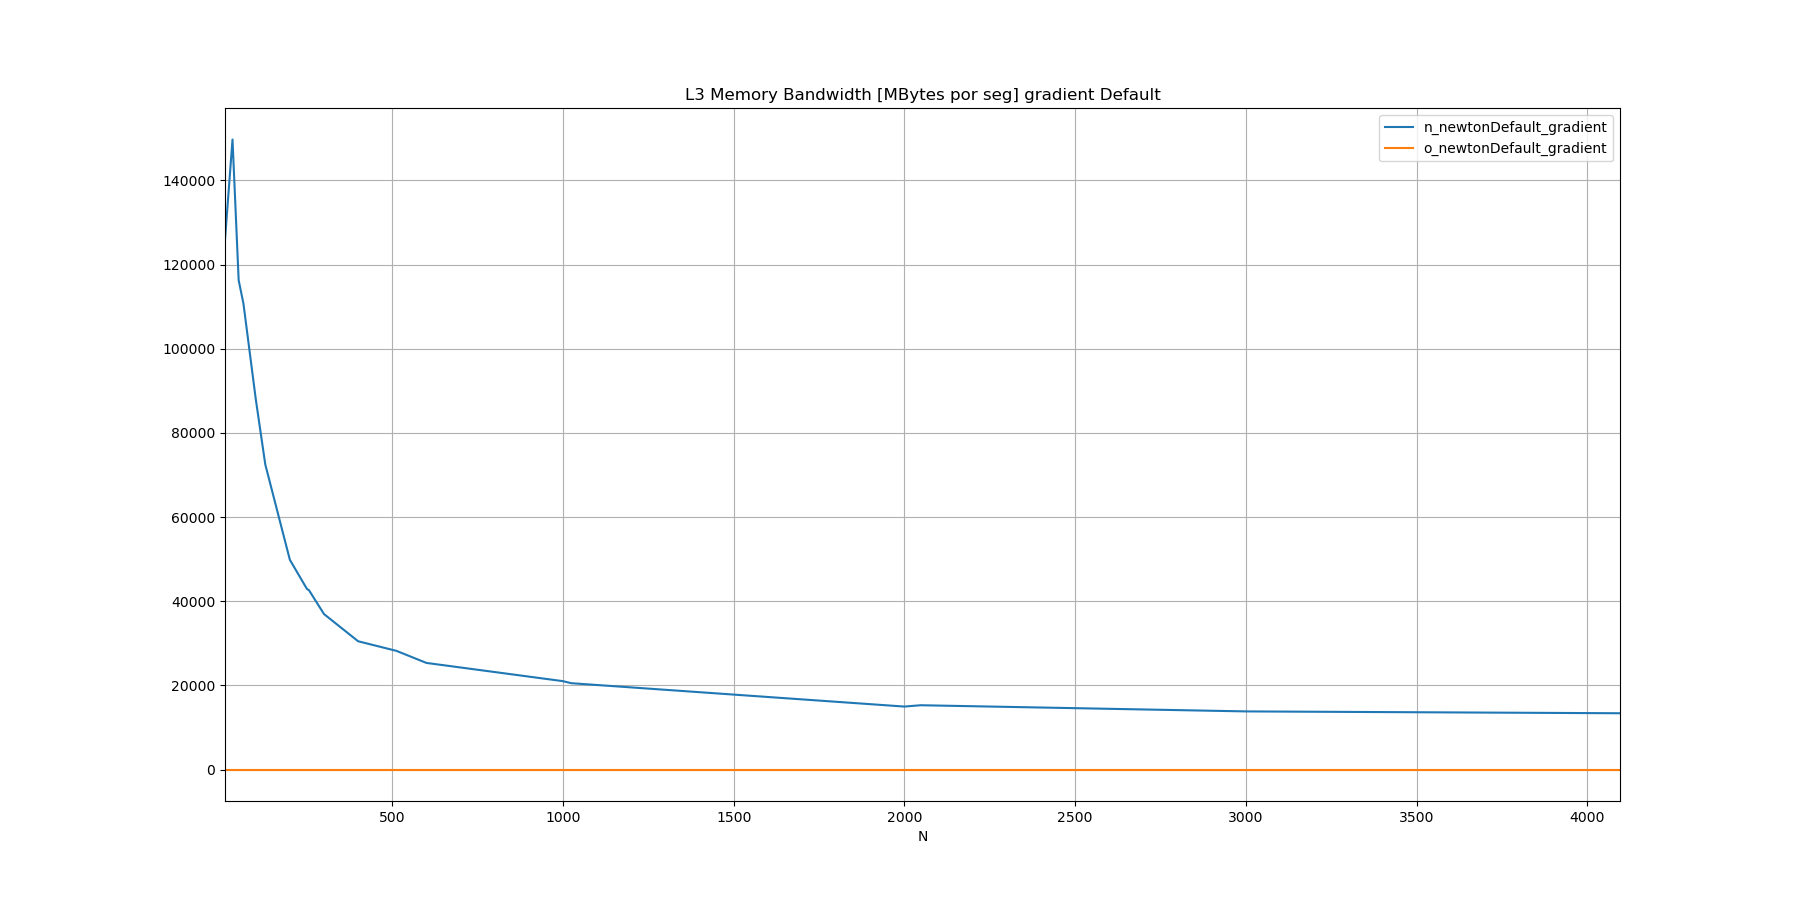 L3 Memory Bandwidth [MBytes por seg] gradient Default
n_newtonDefault_gradient
o_newtonDefault_gradient
140000
120000
100000
80000
60000
40000
20000
0
500 1000 1500 2000 2500 3000 3500 4000
N